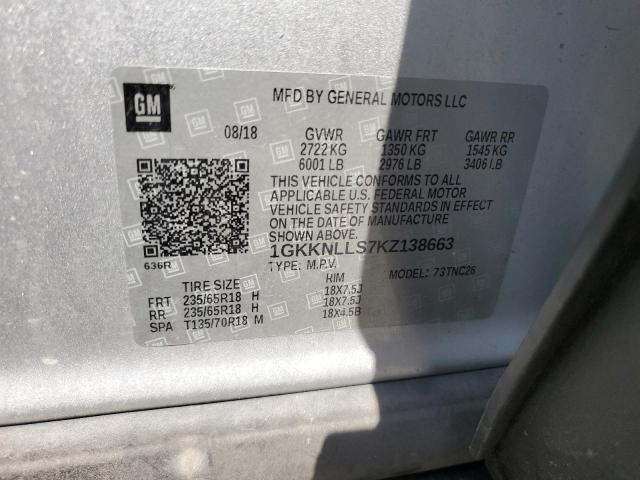 GM
MFD BY GENERAL MOTORS LLC
08/18 GVWR GAWR FRT GAWR RR
2722 KG 1350 KG 1545 KG
6001 LB 2976 LB 3406 LB
THIS VEHICLE CONFORMS TO ALL
APPLICABLE U.S. FEDERAL MOTOR
VEHICLE SAFETY STANDARDS IN EFFECT
ON THE DATE OF MANUFACTURE
SHOWN ABOVE.
1GKKNLLS7KZ138663
636R
TYPE: M.P.V. MODEL: 73TNC26
TIRE SIZE RIM
FRT 235/65R18 H 18X7.5J
RR 235/65R18 H 18X7.5J
SPA T135/70R18 M 18X4.5B